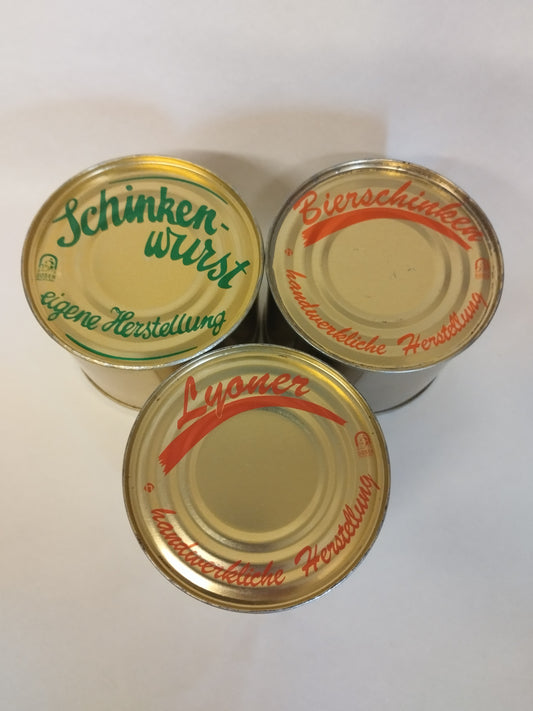 Schinken-
wurst
eigene Herstellung
Bierschinken
handwerkliche Herstellung
Lyoner
handwerkliche Herstellung